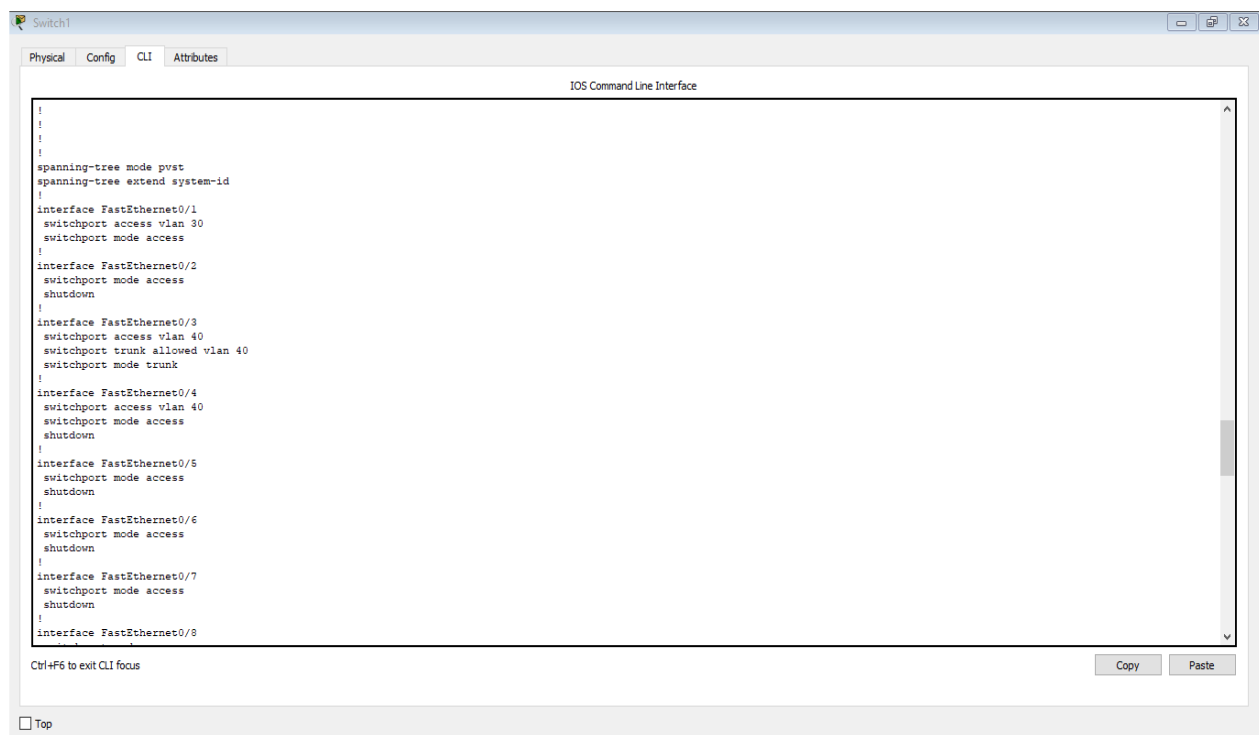 Switch1
Physical Config CLI Attributes
IOS Command Line Interface
!
!
!
!
spanning-tree mode pvst
spanning-tree extend system-id
!
interface FastEthernet0/1
switchport access vlan 30
switchport mode access
!
interface FastEthernet0/2
switchport mode access
shutdown
!
interface FastEthernet0/3
switchport access vlan 40
switchport trunk allowed vlan 40
switchport mode trunk
!
interface FastEthernet0/4
switchport access vlan 40
switchport mode access
shutdown
!
interface FastEthernet0/5
switchport mode access
shutdown
!
interface FastEthernet0/6
switchport mode access
shutdown
!
interface FastEthernet0/7
switchport mode access
shutdown
!
interface FastEthernet0/8
Ctrl+F6 to exit CLI focus
Copy Paste
Top